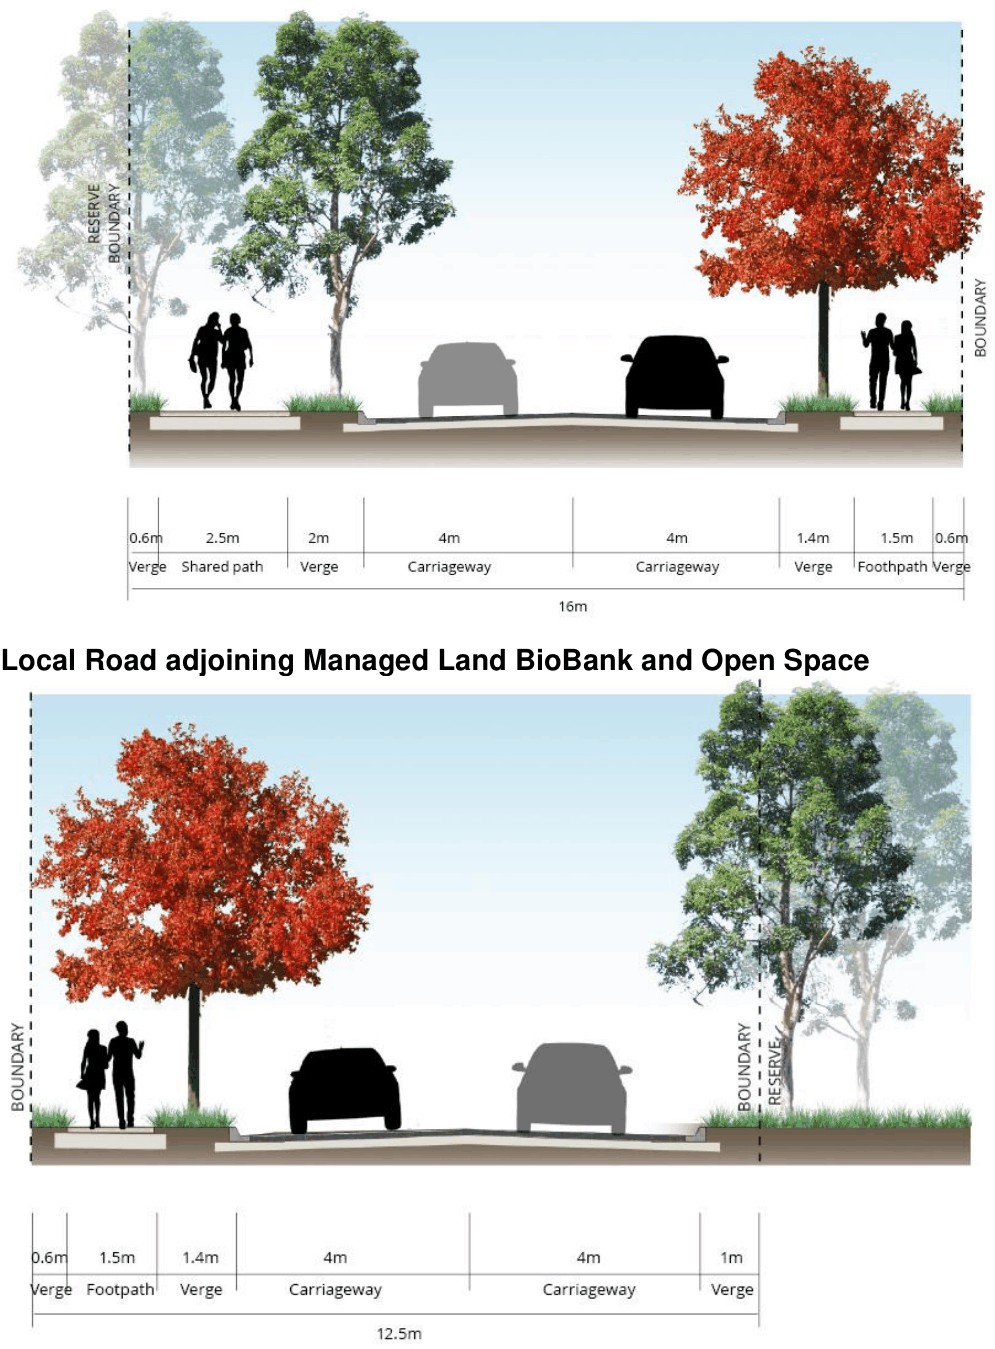 RESERVE
BOUNDARY
BOUNDARY
0.6m 2.5m 2m 4m 4m 1.4m 1.5m 0.6m
Verge Shared path Verge Carriageway Carriageway Verge Foothpath Verge
16m
Local Road adjoining Managed Land BioBank and Open Space
BOUNDARY
BOUNDARY
RESERVE
0.6m 1.5m 1.4m 4m 4m 1m
Verge Footpath Verge Carriageway Carriageway Verge
12.5m